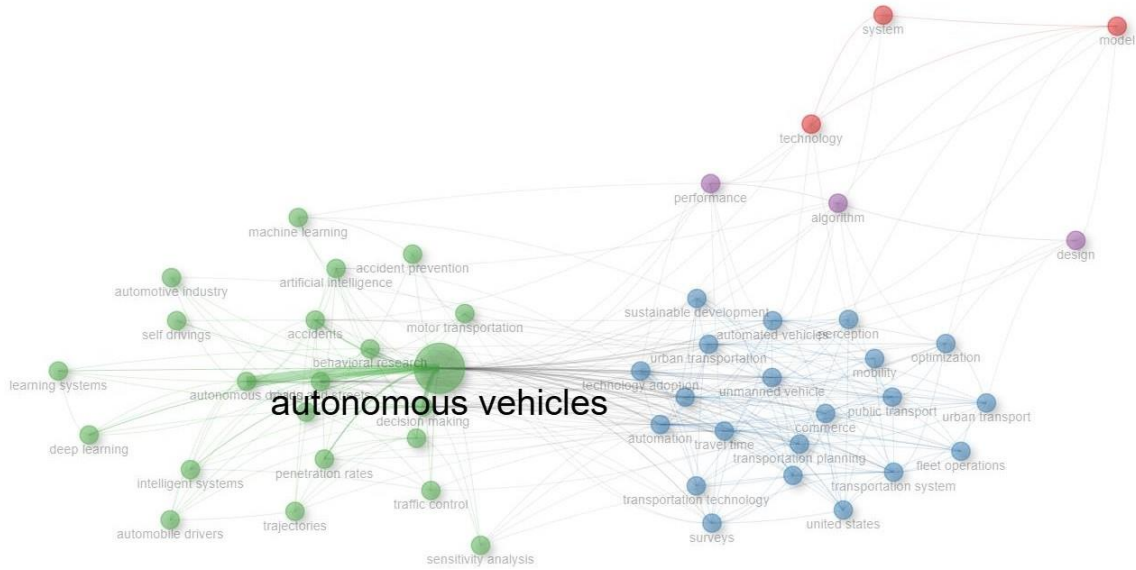 system
model
technology
performance
algorithm
machine learning
design
accident prevention
artificial intelligence
automotive industry
sustainable development
motor transportation
self drivings
accidents
automated vehicles
perception
behavioral research
urban transportation
optimization
mobility
learning systems
technology adoption
unmanned vehicle
autonomous driving
autonomous vehicles
public transport
urban transport
decision making
commerce
automation
travel time
deep learning
transportation planning
fleet operations
penetration rates
intelligent systems
transportation system
traffic control
transportation technology
trajectories
united states
automobile drivers
surveys
sensitivity analysis